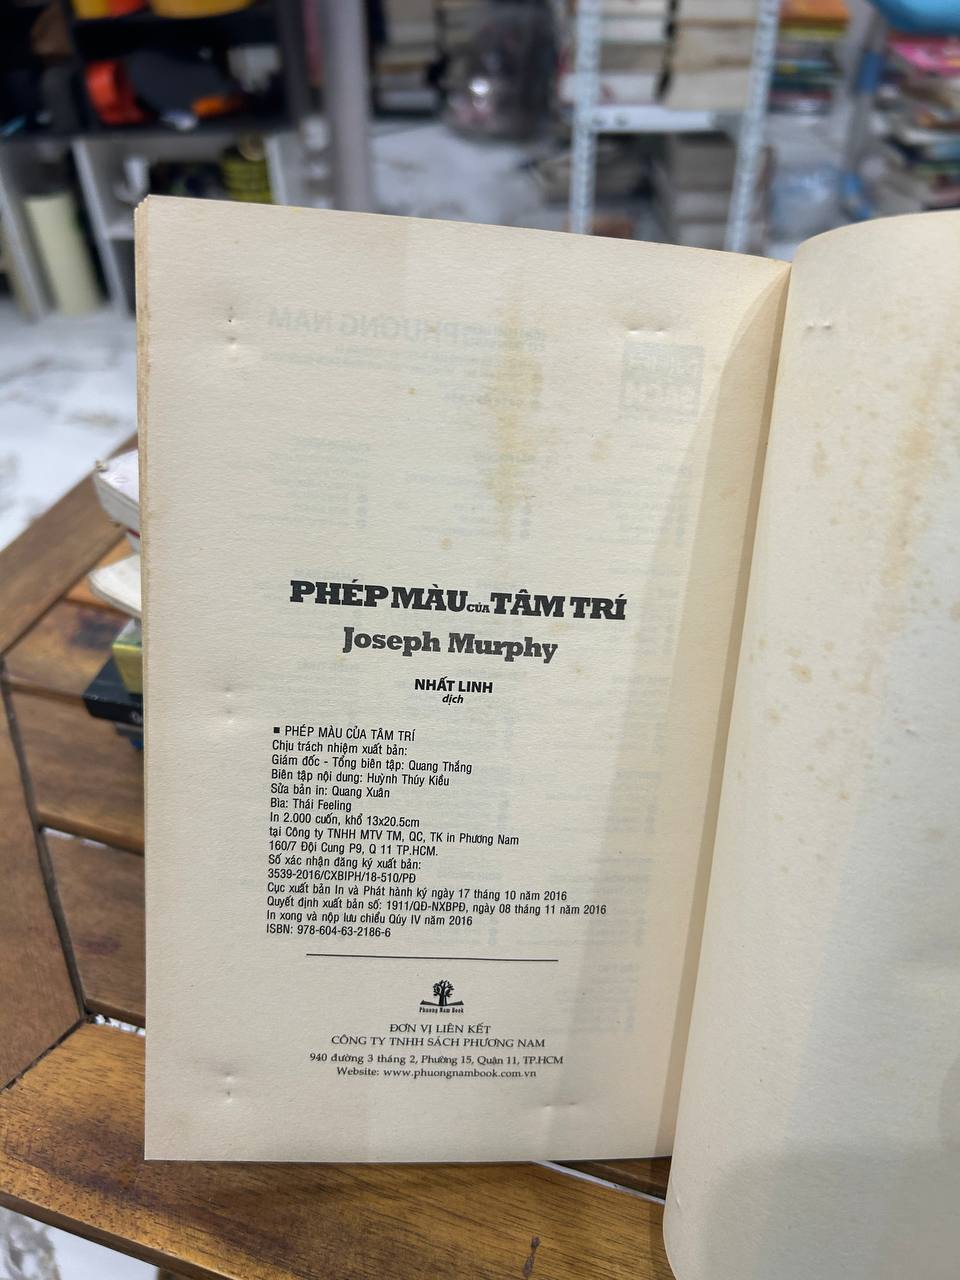 PHÉP MÀU CỦA TÂM TRÍ
Joseph Murphy
NHẤT LINH
dịch
■ PHÉP MÀU CỦA TÂM TRÍ
Chịu trách nhiệm xuất bản:
Giám đốc - Tổng biên tập: Quang Thắng
Biên tập nội dung: Huỳnh Thúy Kiều
Sửa bản in: Quang Xuân
Bìa: Thái Feeling
In 2.000 cuốn, khổ 13x20.5cm
tại Công ty TNHH MTV TM, QC, TK in Phương Nam
160/7 Đội Cung P9, Q 11 TP.HCM.
Số xác nhận đăng ký xuất bản:
3539-2016/CXBIPH/18-510/PĐ
Cục xuất bản In và Phát hành ký ngày 17 tháng 10 năm 2016
Quyết định xuất bản số: 1911/QĐ-NXBPĐ, ngày 08 tháng 11 năm 2016
In xong và nộp lưu chiểu Qúy IV năm 2016
ISBN: 978-604-63-2186-6
Phuong Nam Book
ĐƠN VỊ LIÊN KẾT
CÔNG TY TNHH SÁCH PHƯƠNG NAM
940 đường 3 tháng 2, Phường 15, Quận 11, TP.HCM
Website: www.phuongnambook.com.vn